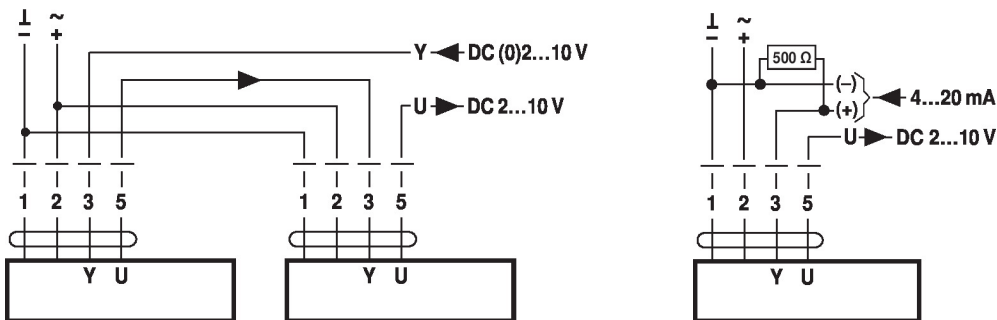 ⊥ ~
− +
Y DC (0)2...10 V
U DC 2...10 V
1 2 3 5
1 2 3 5
Y U
Y U
⊥ ~
− +
500 Ω
(−)
(+)
4...20 mA
U DC 2...10 V
1 2 3 5
Y U